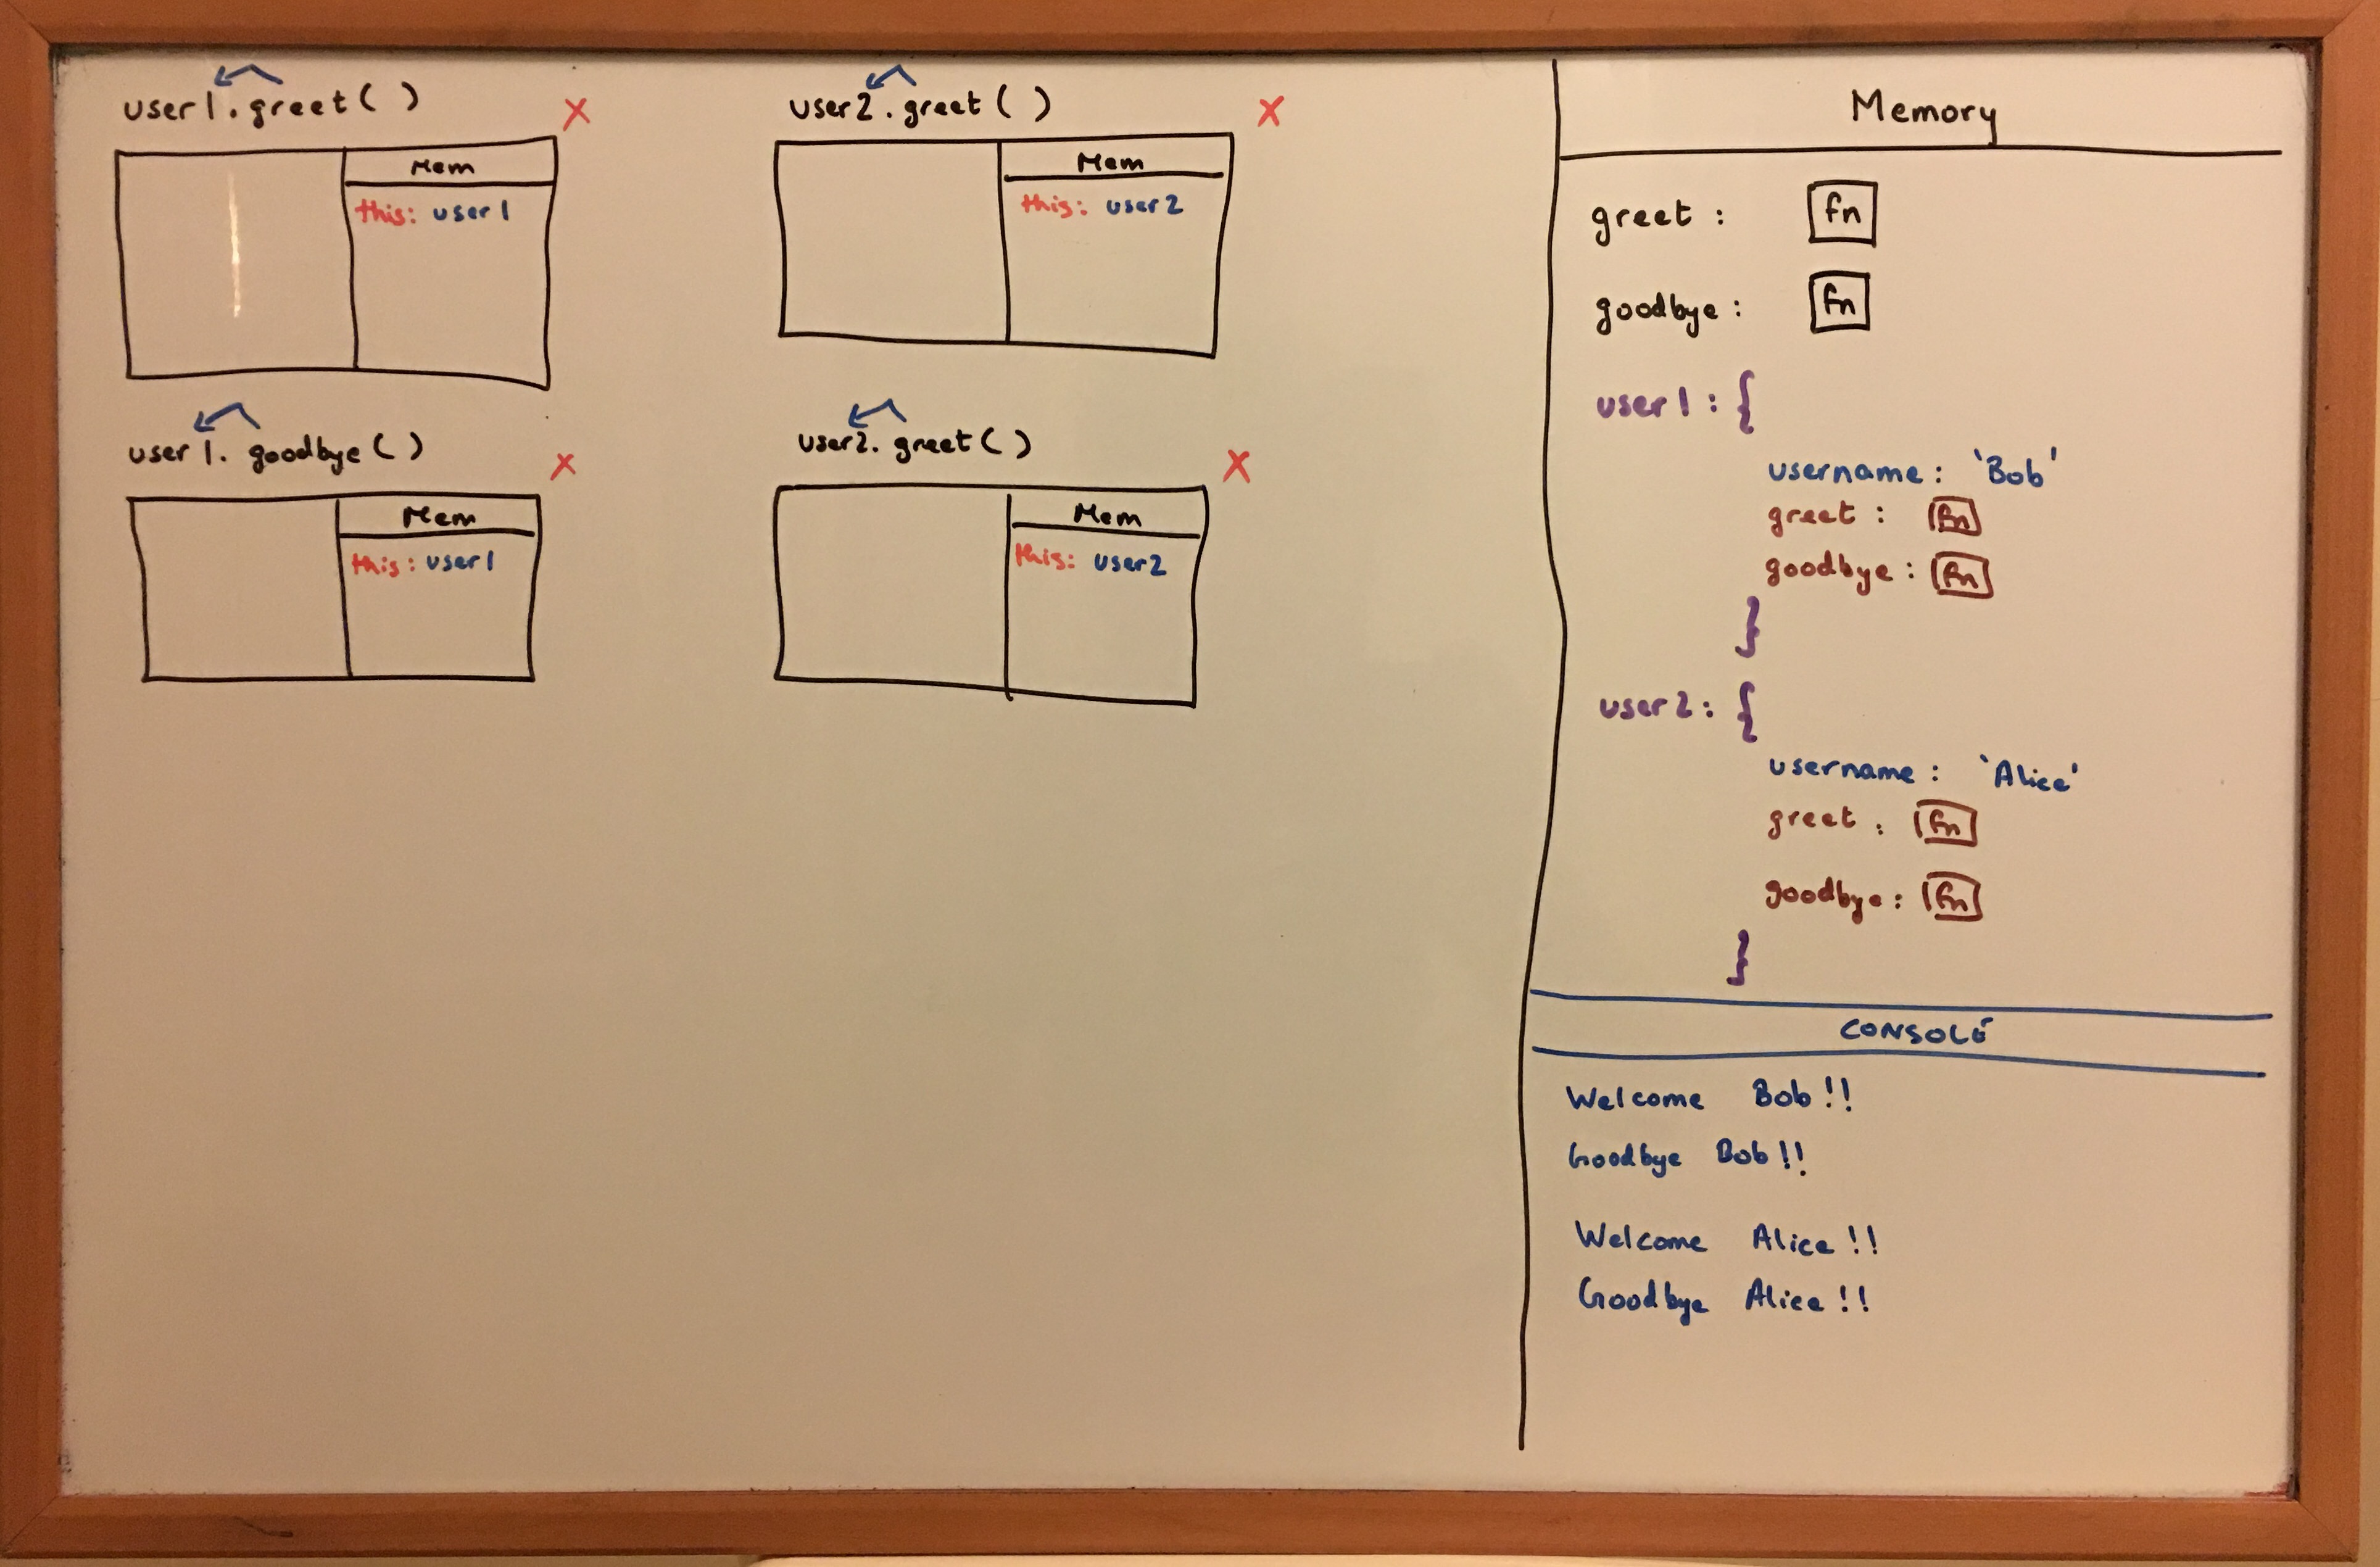 user1.greet( )
X
Mem
this: user1
user1. goodbye( )
X
Mem
this: user1
user2.greet( )
X
Mem
this: user2
user2. greet( )
X
Mem
this: user2
Memory
greet : fn
goodbye : fn
user1 : {
username : 'Bob'
greet : fn
goodbye : fn
}
user2 : {
username : 'Alice'
greet : fn
goodbye : fn
}
CONSOLE
Welcome Bob!!
Goodbye Bob!!
Welcome Alice!!
Goodbye Alice!!